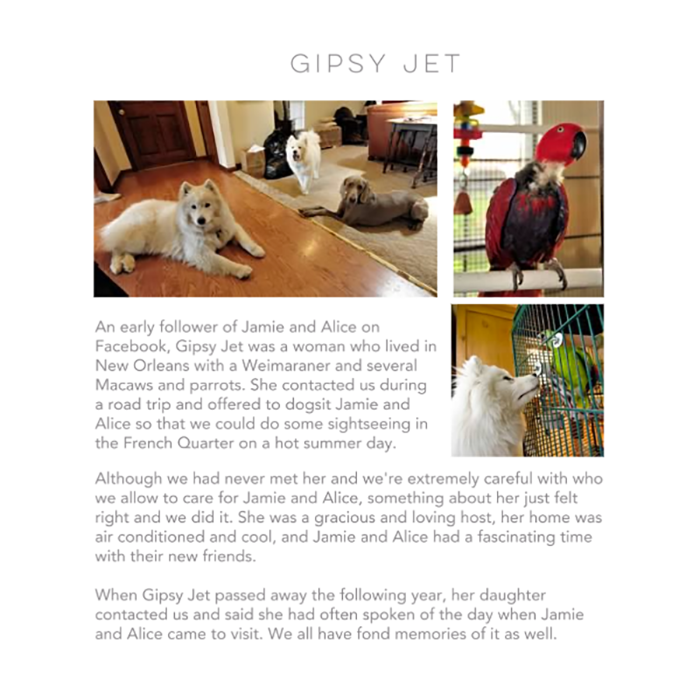 GIPSY JET
An early follower of Jamie and Alice on
Facebook, Gipsy Jet was a woman who lived in
New Orleans with a Weimaraner and several
Macaws and parrots. She contacted us during
a road trip and offered to dogsit Jamie and
Alice so that we could do some sightseeing in
the French Quarter on a hot summer day.
Although we had never met her and we're extremely careful with who
we allow to care for Jamie and Alice, something about her just felt
right and we did it. She was a gracious and loving host, her home was
air conditioned and cool, and Jamie and Alice had a fascinating time
with their new friends.
When Gipsy Jet passed away the following year, her daughter
contacted us and said she had often spoken of the day when Jamie
and Alice came to visit. We all have fond memories of it as well.